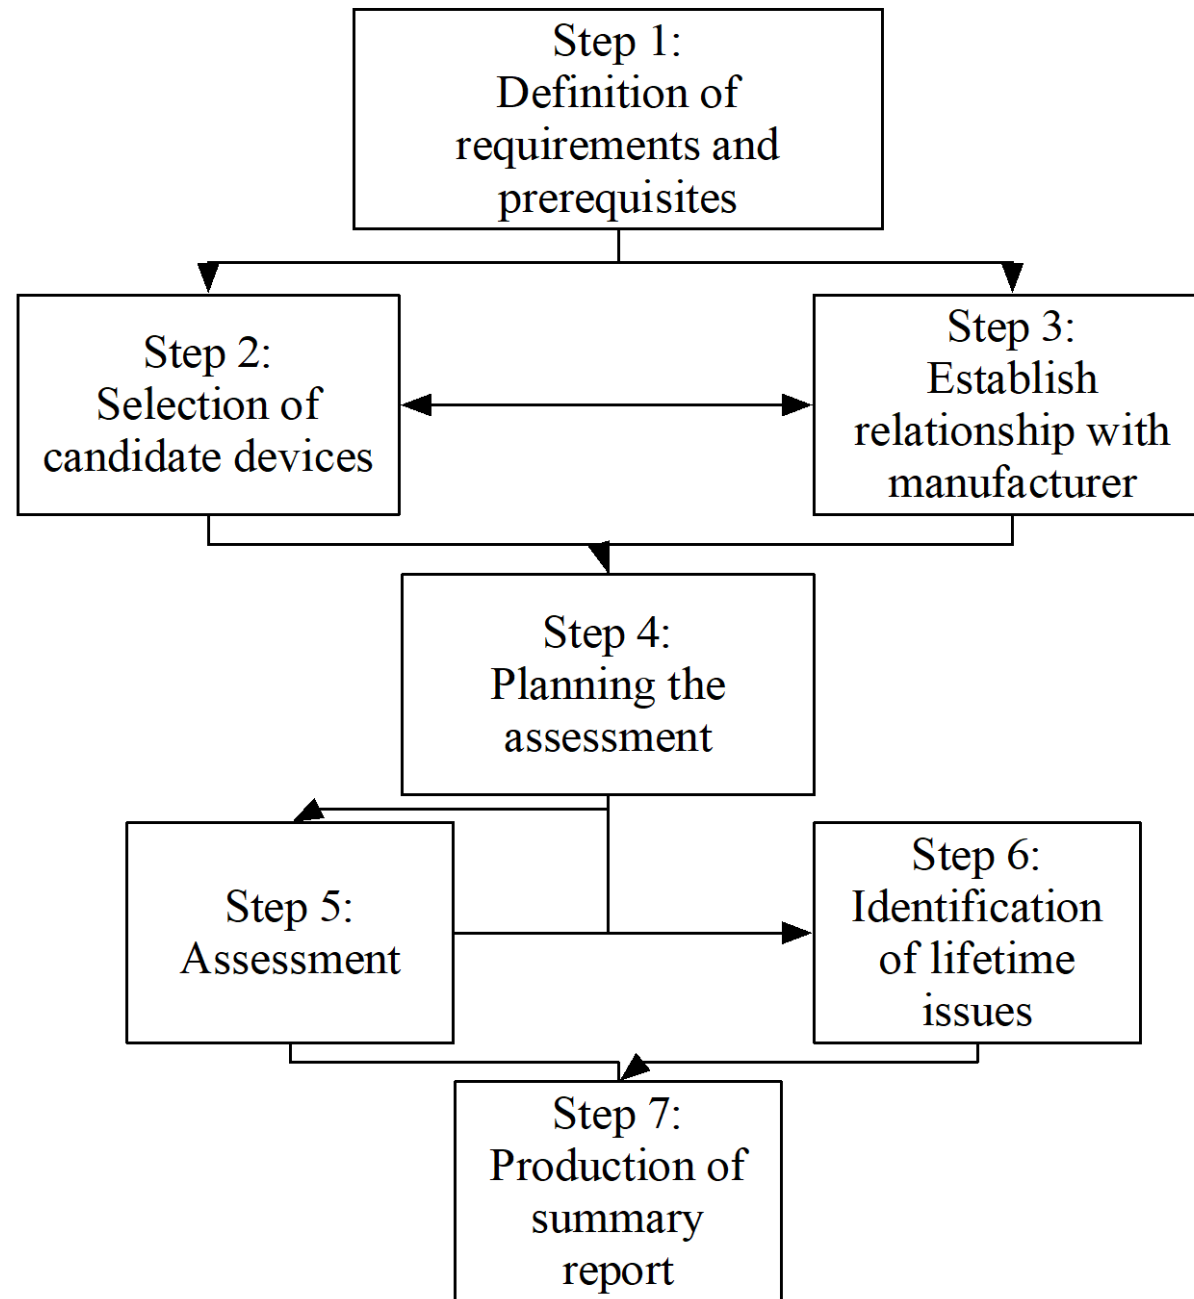 Step 1:
Definition of
requirements and
prerequisites
Step 2:
Selection of
candidate devices
Step 3:
Establish
relationship with
manufacturer
Step 4:
Planning the
assessment
Step 5:
Assessment
Step 6:
Identification
of lifetime
issues
Step 7:
Production of
summary
report